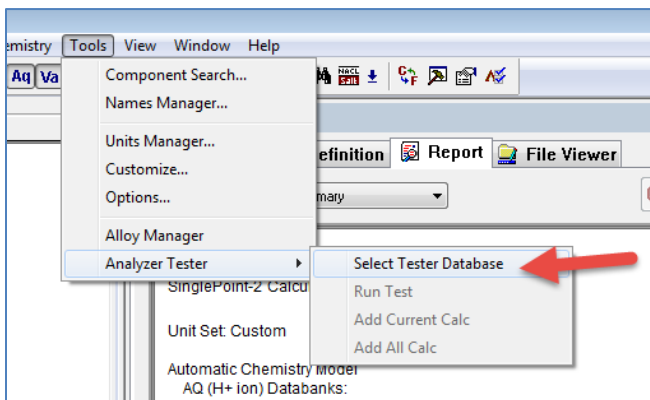 emistry Tools View Window Help
Aq Va
NACL
Salt
C F
Component Search...
Names Manager...
Units Manager...
Customize...
Options...
Alloy Manager
Analyzer Tester
efinition Report File Viewer
mary
Select Tester Database
Run Test
Add Current Calc
Add All Calc
SinglePoint-2 Calcu
Unit Set: Custom
Automatic Chemistry Model
AQ (H+ ion) Databanks: